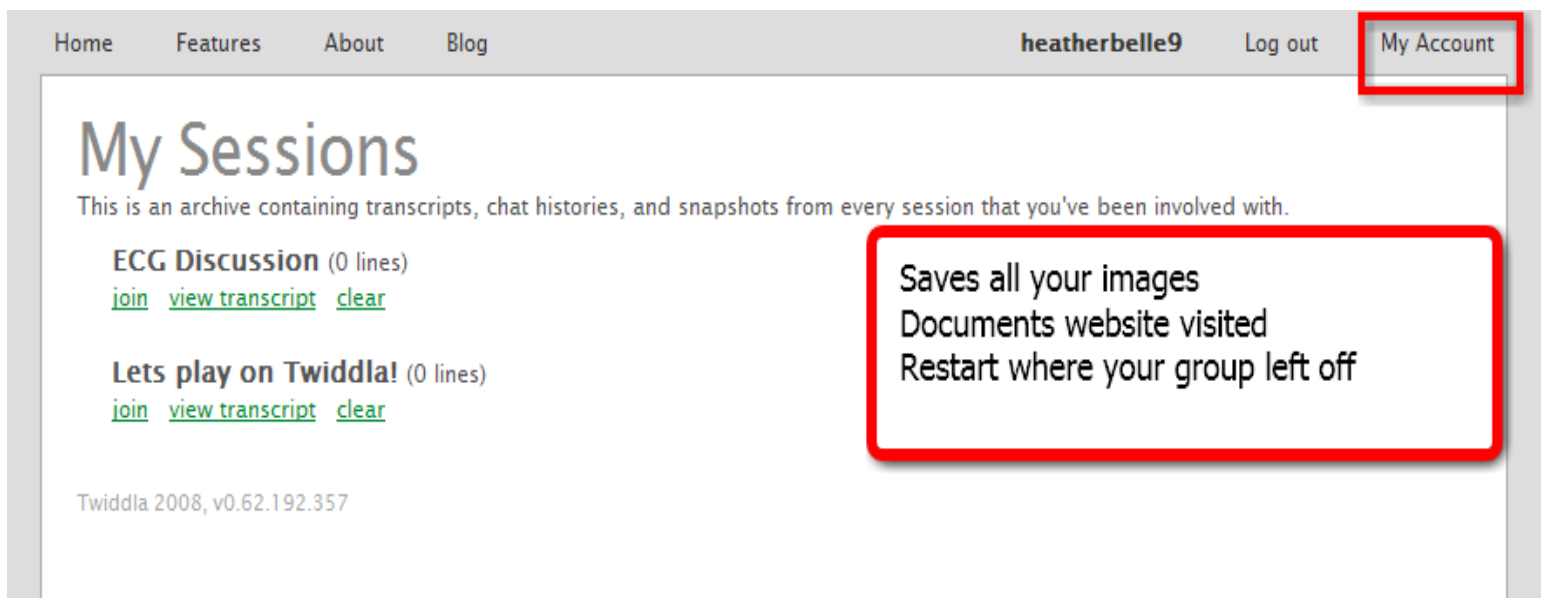 Home Features About Blog heatherbelle9 Log out My Account
My Sessions
This is an archive containing transcripts, chat histories, and snapshots from every session that you've been involved with.
ECG Discussion (0 lines)
join view transcript clear
Lets play on Twiddla! (0 lines)
join view transcript clear
Saves all your images
Documents website visited
Restart where your group left off
Twiddla 2008, v0.62.192.357